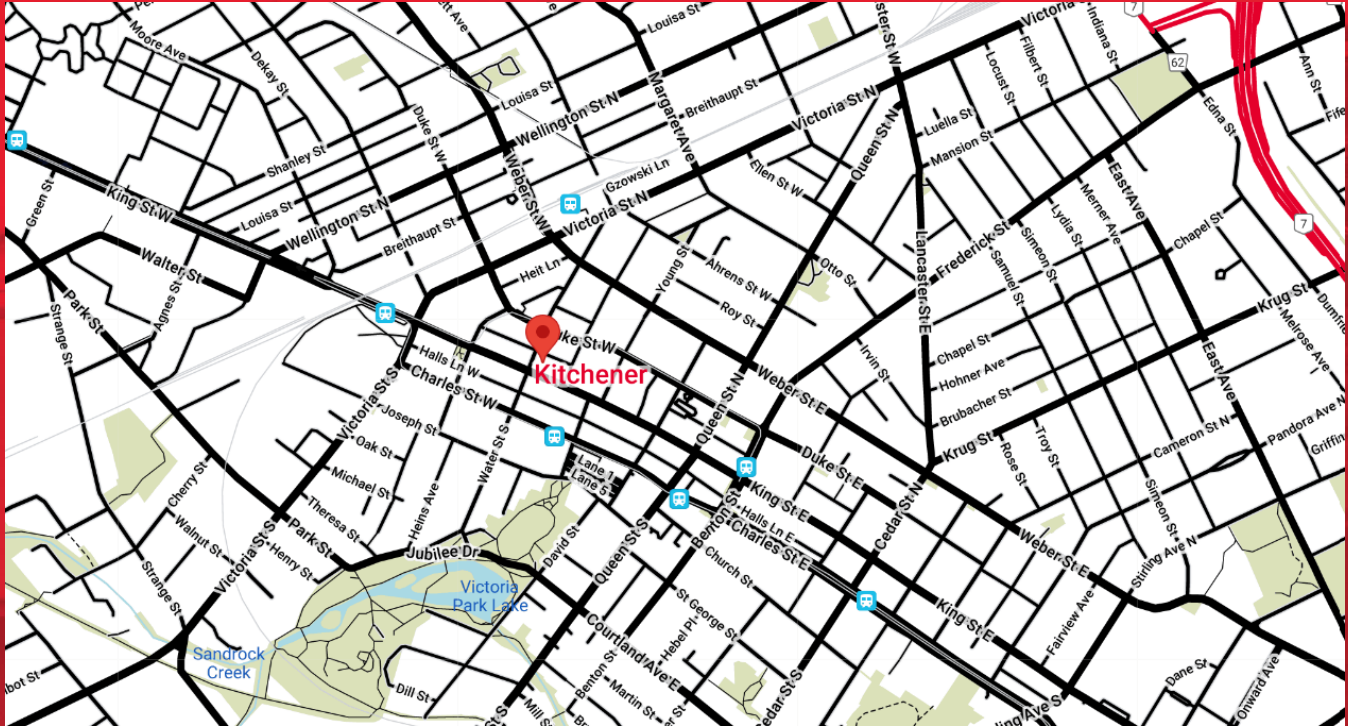 Moore Ave
Dekay St
Louisa St
Victoria
Indiana St
7
62
Filbert St
Locust St
Ann St
Edna St
Louisa St
Wellington St N
Margaret Ave
Breithaupt St
Victoria St N
Queen St N
Luella St
Mansion St
Duke St W
Weber St W
Shanley St
Gzowski Ln
Ellen St W
East Ave
Merner Ave
Lydia St
Green St
King St W
Louisa St
Wellington St N
Breithaupt St
Victoria St N
Lancaster St E
Frederick St
Simeon St
Samuel St
Chapel St
7
Walter St
Agnes St
Heit Ln
Young St
Ahrens St W
Otto St
Roy St
Krug St
Park St
Strange St
Halls Ln W
Kitchener
Irvin St
Chapel St
Hohner Ave
Brubacher St
Melrose Ave
East Ave
Charles St W
Victoria St S
Joseph St
Oak St
Michael St
Water St S
Queen St N
Weber St E
Duke St E
Krug St
Rose St
Troy St
Cameron St N
Pandora Ave N
Cherry St
Walnut St
Theresa St
Heins Ave
Lane 1
Lane 5
Benton St
King St E
Halls Ln E
Charles St E
Cedar St N
Simeon St
Stirling Ave N
Weber St E
Park St
Henry St
Jubilee Dr
David St
Queen St S
Church St
Strange St
Victoria St S
Victoria
Park Lake
St George St
Hebel Pl
Courtland Ave E
King St E
Fairview Ave
Sandrock
Creek
Dill St
Benton St
Martin St
Mill St
Dane St
Onward Ave